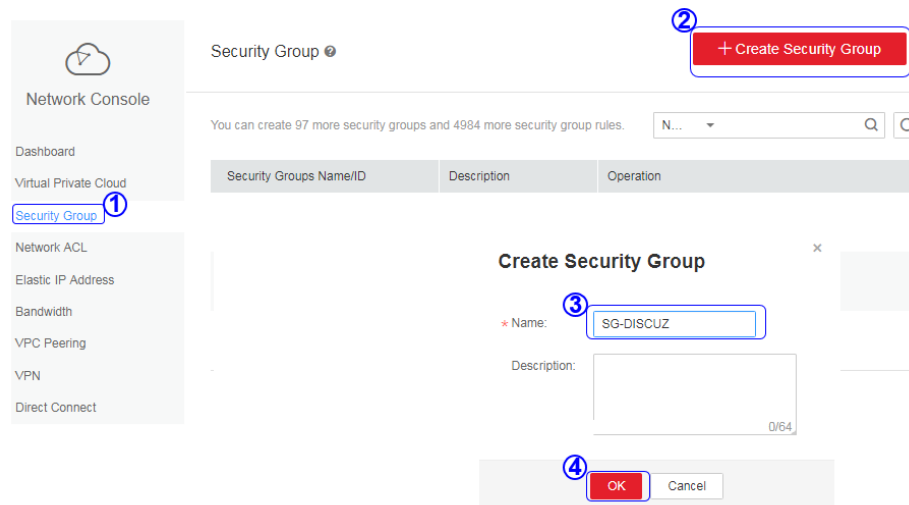 Network Console
Dashboard
Virtual Private Cloud
① Security Group
Network ACL
Elastic IP Address
Bandwidth
VPC Peering
VPN
Direct Connect
Security Group
② + Create Security Group
You can create 97 more security groups and 4984 more security group rules.
N...
Security Groups Name/ID Description Operation
Create Security Group ×
③
* Name: SG-DISCUZ
Description:
0/64
④ OK Cancel